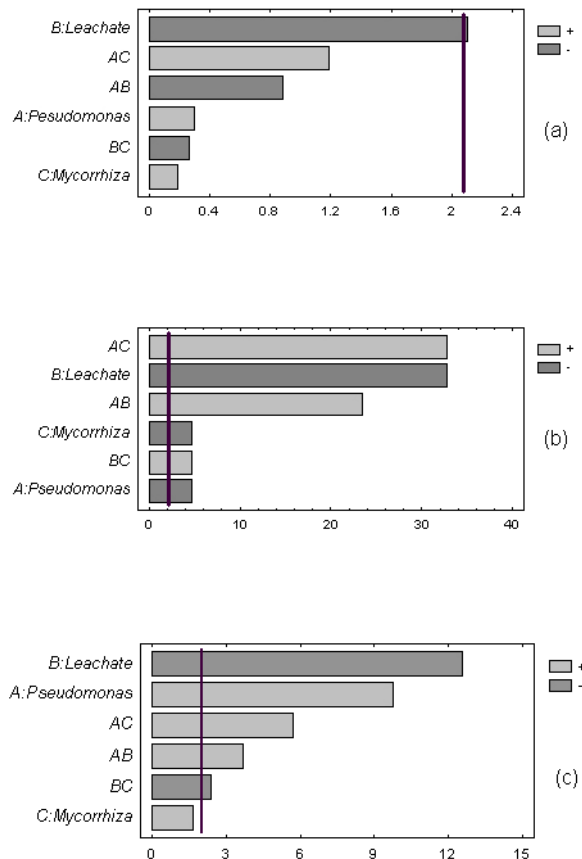 B:Leachate
AC
AB
A:Pesudomonas
BC
C:Mycorrhiza
+
-
(a)
0 0.4 0.8 1.2 1.6 2 2.4
AC
B:Leachate
AB
C:Mycorrhiza
BC
A:Pseudomonas
+
-
(b)
0 10 20 30 40
B:Leachate
A:Pseudomonas
AC
AB
BC
C:Mycorrhiza
+
-
(c)
0 3 6 9 12 15